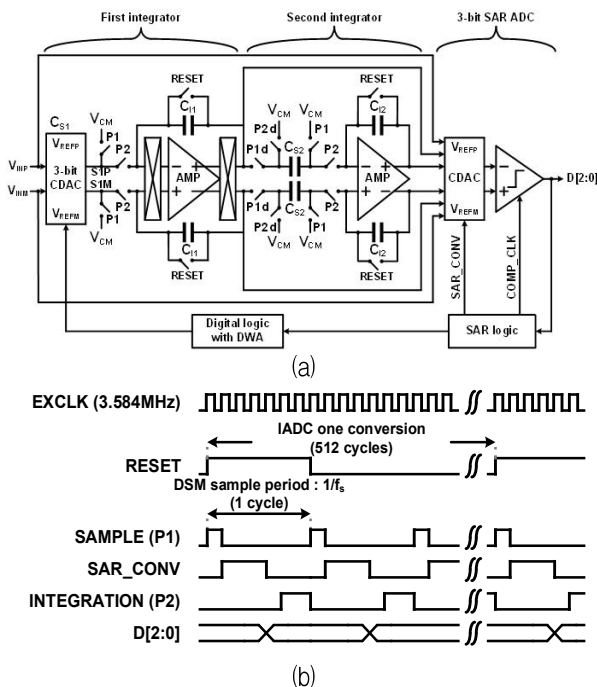 First integrator
Second integrator
3-bit SAR ADC
RESET
RESET
CI1
CI2
CS1
VCM
P1
P2
VCM
P2d
P1d
CS2
VCM
P1
P2
VREFP
3-bit
CDAC
VREFM
VINP
VINM
S1P
S1M
AMP
P1
P2
VCM
CS2
P1d
P2d
VCM
P1
P2
VCM
AMP
CI1
RESET
CI2
RESET
VREFP
CDAC
VREFM
D[2:0]
SAR_CONV
COMP_CLK
Digital logic
with DWA
SAR logic
(a)
EXCLK (3.584MHz)
IADC one conversion
(512 cycles)
RESET
DSM sample period : 1/fs
(1 cycle)
SAMPLE (P1)
SAR_CONV
INTEGRATION (P2)
D[2:0]
(b)